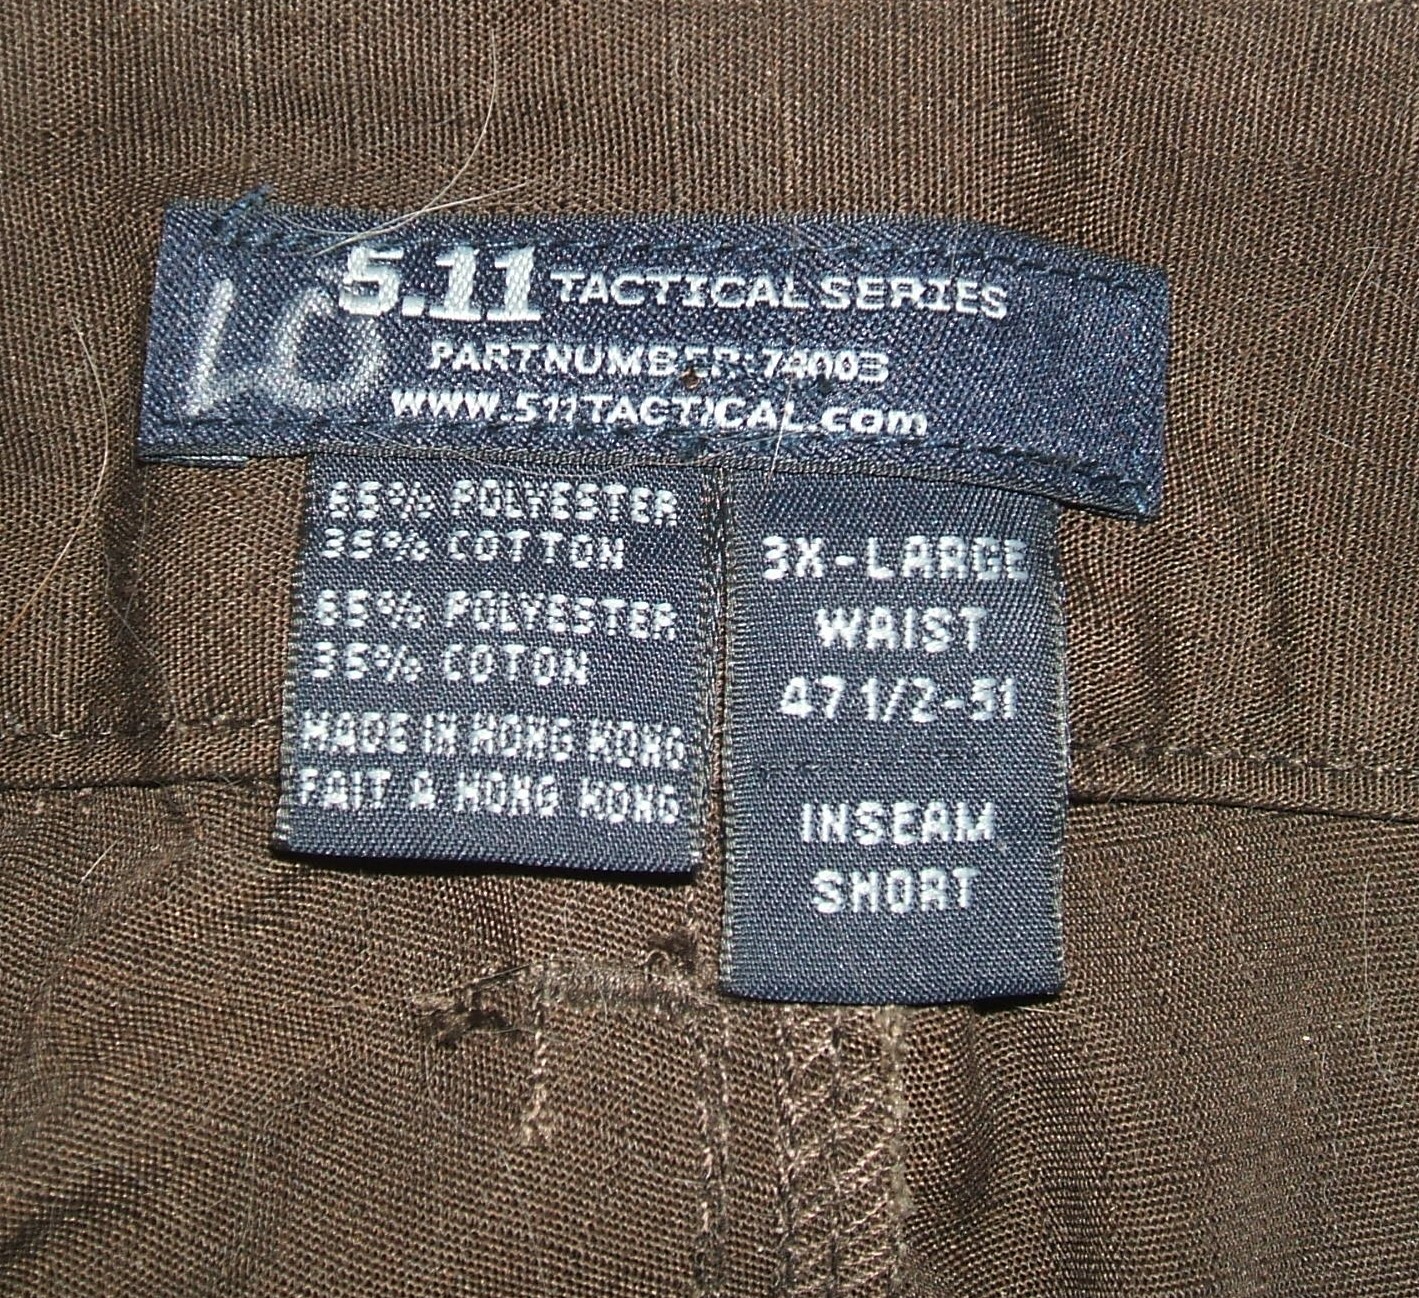 5.11 TACTICAL SERIES
PART NUMBER: 74003
WWW.511TACTICAL.com
65% POLYESTER
35% COTTON
65% POLYESTER
35% COTON
MADE IN HONG KONG
FAIT A HONG KONG
3X-LARGE
WAIST
47 1/2-51
INSEAM
SHORT